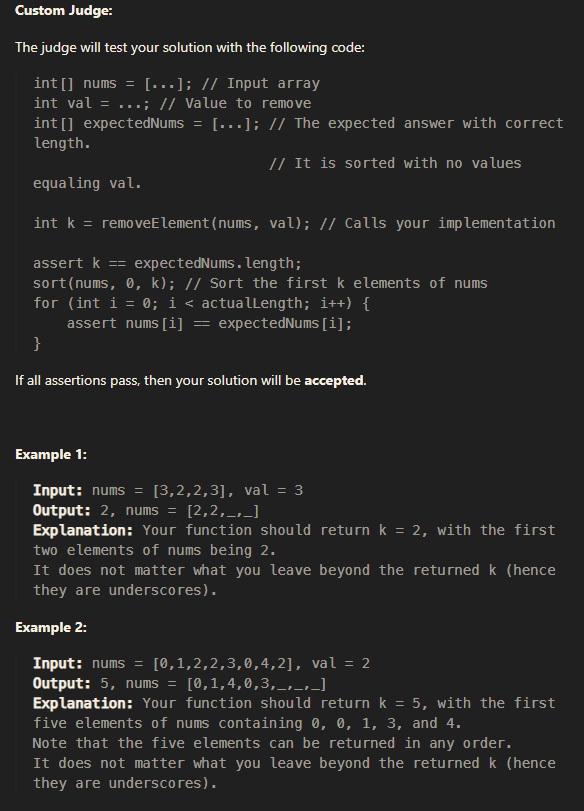 Custom Judge:
The judge will test your solution with the following code:
int[] nums = [...]; // Input array
int val = ...; // Value to remove
int[] expectedNums = [...]; // The expected answer with correct
length.
// It is sorted with no values
equaling val.
int k = removeElement(nums, val); // Calls your implementation
assert k == expectedNums.length;
sort(nums, 0, k); // Sort the first k elements of nums
for (int i = 0; i < actualLength; i++) {
assert nums[i] == expectedNums[i];
}
If all assertions pass, then your solution will be accepted.
Example 1:
Input: nums = [3,2,2,3], val = 3
Output: 2, nums = [2,2,_,_]
Explanation: Your function should return k = 2, with the first
two elements of nums being 2.
It does not matter what you leave beyond the returned k (hence
they are underscores).
Example 2:
Input: nums = [0,1,2,2,3,0,4,2], val = 2
Output: 5, nums = [0,1,4,0,3,_,_,_]
Explanation: Your function should return k = 5, with the first
five elements of nums containing 0, 0, 1, 3, and 4.
Note that the five elements can be returned in any order.
It does not matter what you leave beyond the returned k (hence
they are underscores).